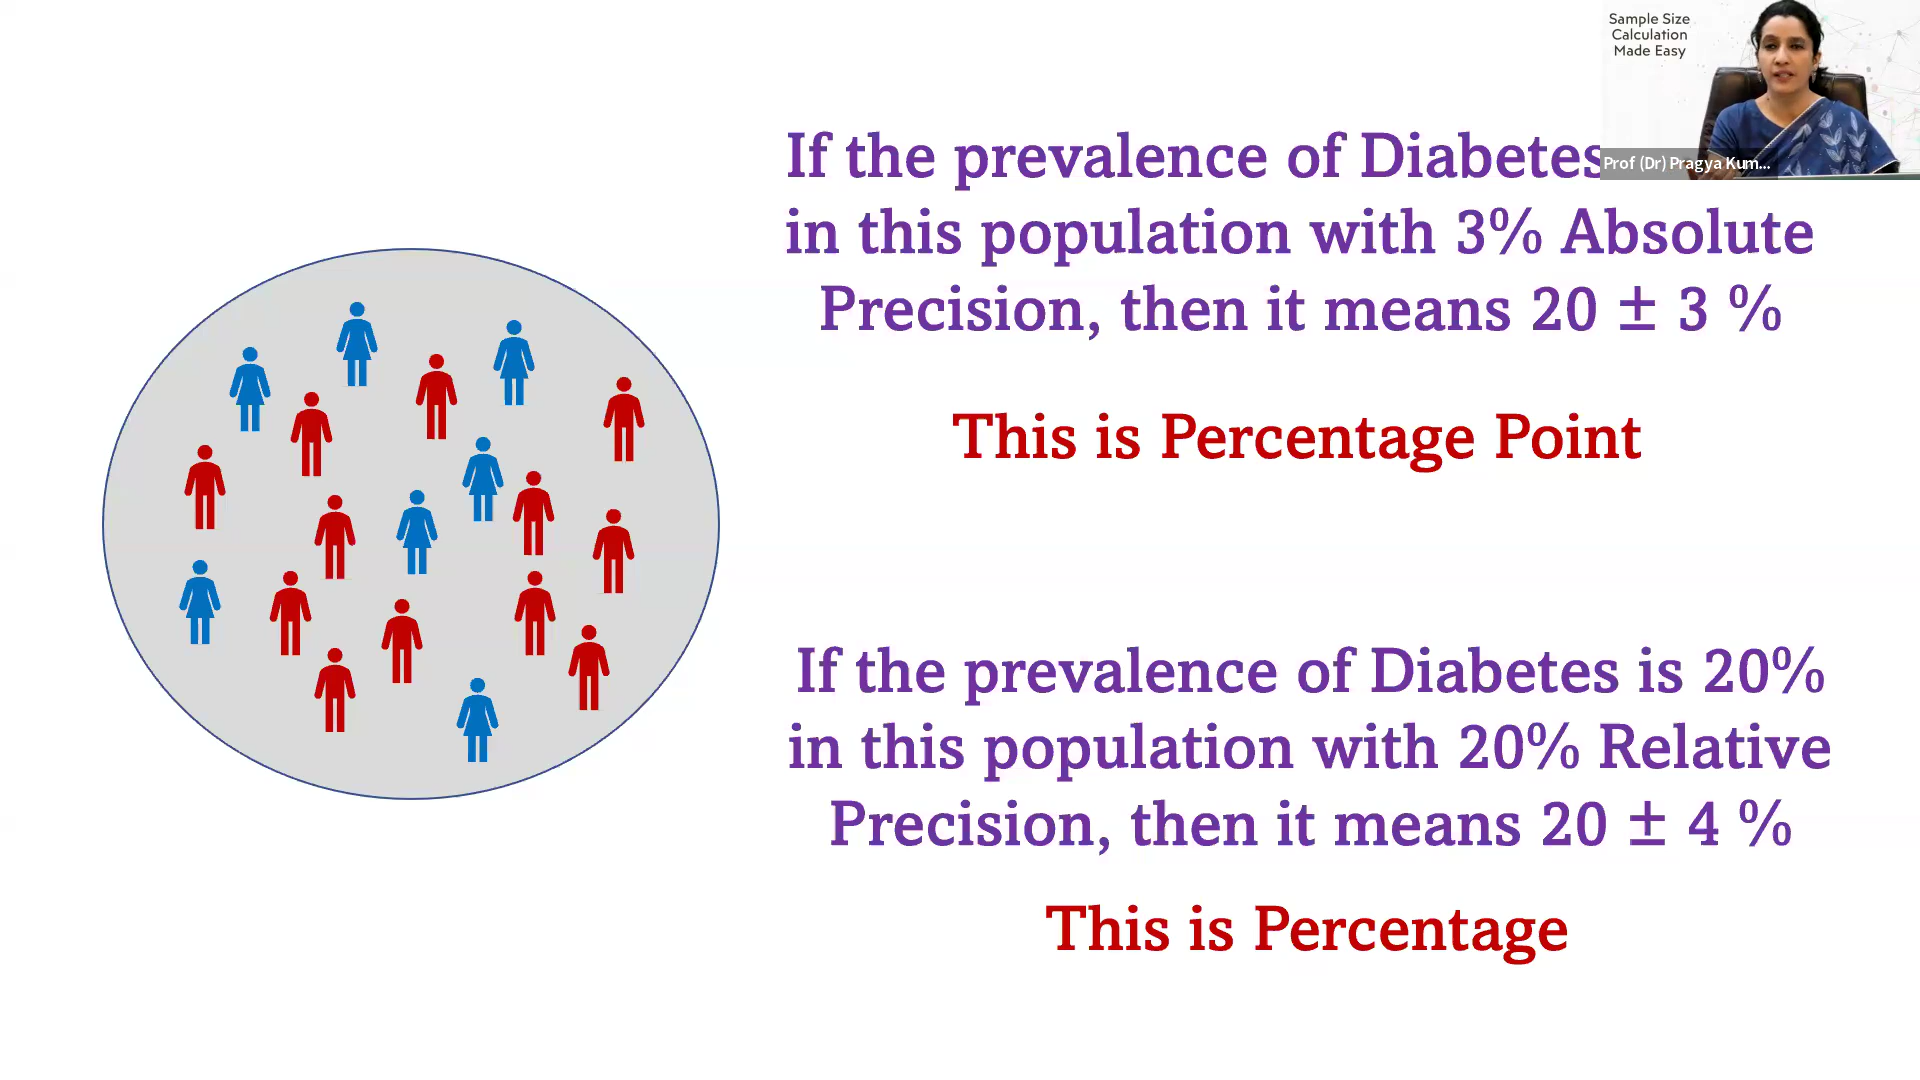 Sample Size
Calculation
Made Easy
Prof (Dr) Pragya Kum...
If the prevalence of Diabetes
in this population with 3% Absolute
Precision, then it means 20 ± 3 %
This is Percentage Point
If the prevalence of Diabetes is 20%
in this population with 20% Relative
Precision, then it means 20 ± 4 %
This is Percentage